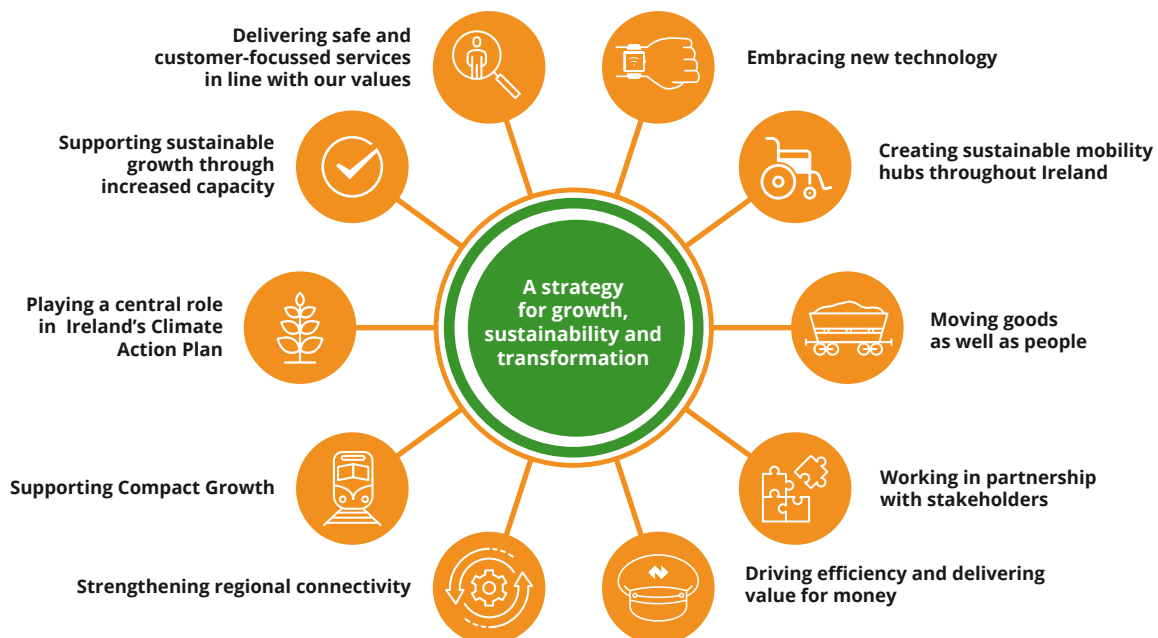 Delivering safe and
customer-focussed services
in line with our values
Embracing new technology
Supporting sustainable
growth through
increased capacity
Creating sustainable mobility
hubs throughout Ireland
A strategy
for growth,
sustainability and
transformation
Playing a central role
in Ireland's Climate
Action Plan
Moving goods
as well as people
Supporting Compact Growth
Working in partnership
with stakeholders
Strengthening regional connectivity
Driving efficiency and delivering
value for money